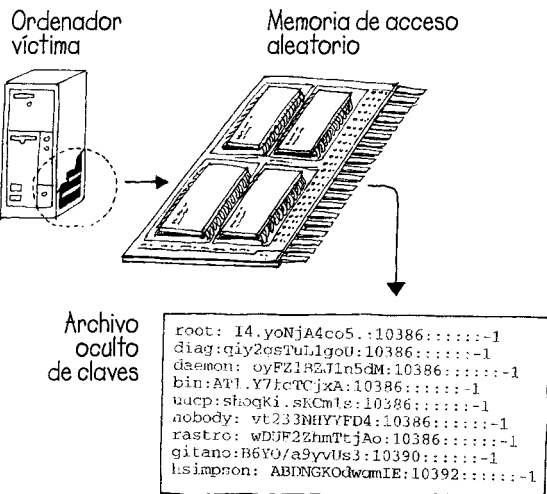 Ordenador
víctima
Memoria de acceso
aleatorio
Archivo
oculto
de claves
root: I4.yoNjA4co5.:10386::::::-1
diag:qiy2qsTuL1goU:10386::::::-1
daemon: oyFZ18ZJ1n5dM:10386::::::-1
bin:AT1.Y7tcTCjxA:10386::::::-1
uucp:shoqKi.sKCm1s:10386::::::-1
nobody: vt233NHYYFD4:10386::::::-1
rastro: wDUF2ZhmTtjAo:10386::::::-1
gitano:B6YO/a9yvUs3:10390::::::-1
hsimpson: ABDNGKOdwqmIE:10392::::::-1